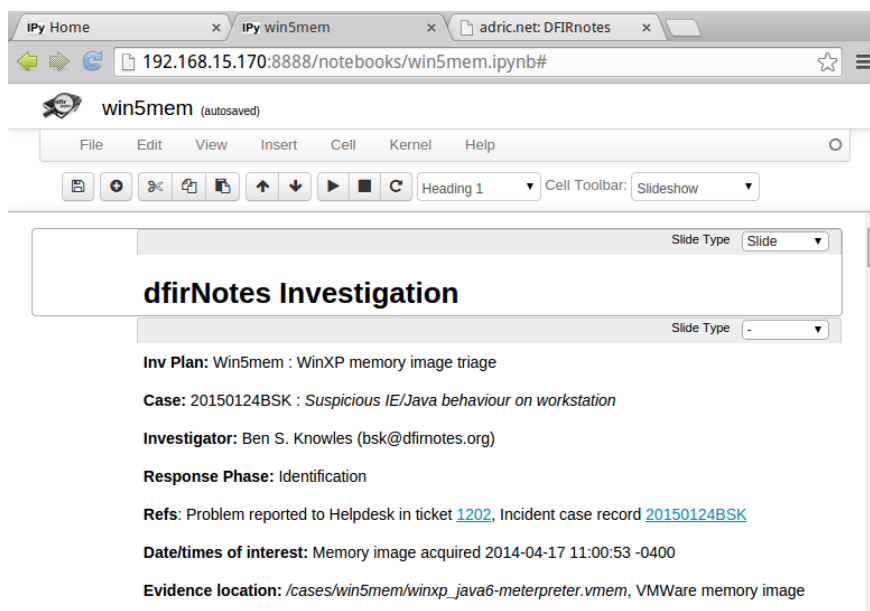 IPy Home × IPy win5mem × adric.net: DFIRnotes ×
192.168.15.170:8888/notebooks/win5mem.ipynb#
win5mem (autosaved)
File Edit View Insert Cell Kernel Help
Heading 1 Cell Toolbar: Slideshow
Slide Type Slide
dfirNotes Investigation
Slide Type -
Inv Plan: Win5mem : WinXP memory image triage
Case: 20150124BSK : Suspicious IE/Java behaviour on workstation
Investigator: Ben S. Knowles (bsk@dfirnotes.org)
Response Phase: Identification
Refs: Problem reported to Helpdesk in ticket 1202, Incident case record 20150124BSK
Date/times of interest: Memory image acquired 2014-04-17 11:00:53 -0400
Evidence location: /cases/win5mem/winxp_java6-meterpreter.vmem, VMWare memory image